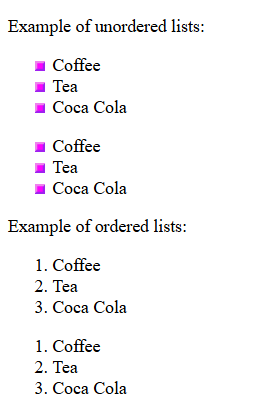 Example of unordered lists:
Coffee
Tea
Coca Cola
Coffee
Tea
Coca Cola
Example of ordered lists:
1. Coffee
2. Tea
3. Coca Cola
1. Coffee
2. Tea
3. Coca Cola